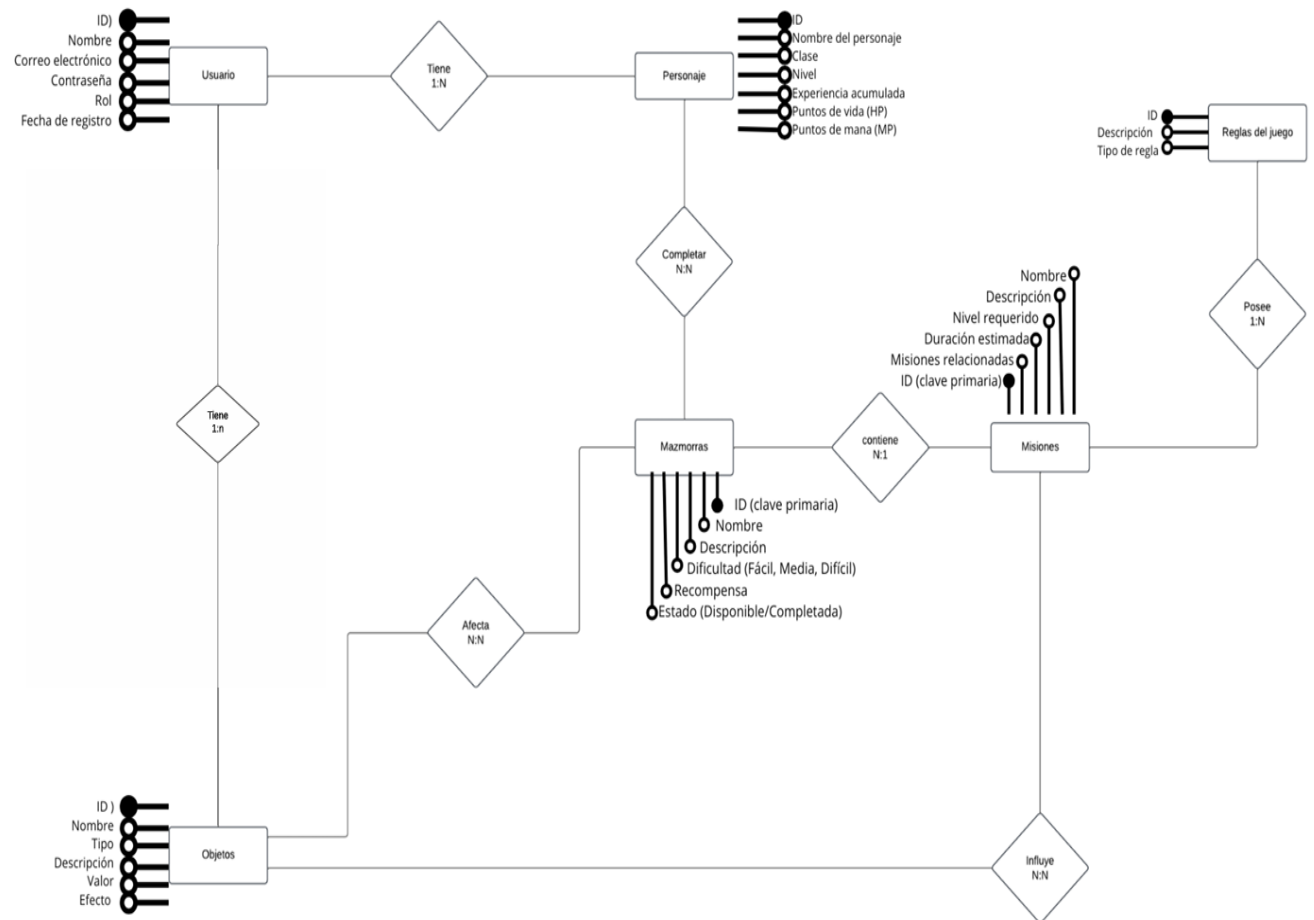 ID)
Nombre
Correo electrónico
Contraseña
Rol
Fecha de registro
Usuario
Tiene
1:N
Personaje
ID
Nombre del personaje
Clase
Nivel
Experiencia acumulada
Puntos de vida (HP)
Puntos de mana (MP)
ID
Descripción
Tipo de regla
Reglas del juego
Completar
N:N
Posee
1:N
Nombre
Descripción
Nivel requerido
Duración estimada
Misiones relacionadas
ID (clave primaria)
Tiene
1:n
Mazmorras
contiene
N:1
Misiones
ID (clave primaria)
Nombre
Descripción
Dificultad (Fácil, Media, Difícil)
Recompensa
Estado (Disponible/Completada)
Afecta
N:N
ID )
Nombre
Tipo
Descripción
Valor
Efecto
Objetos
Influye
N:N